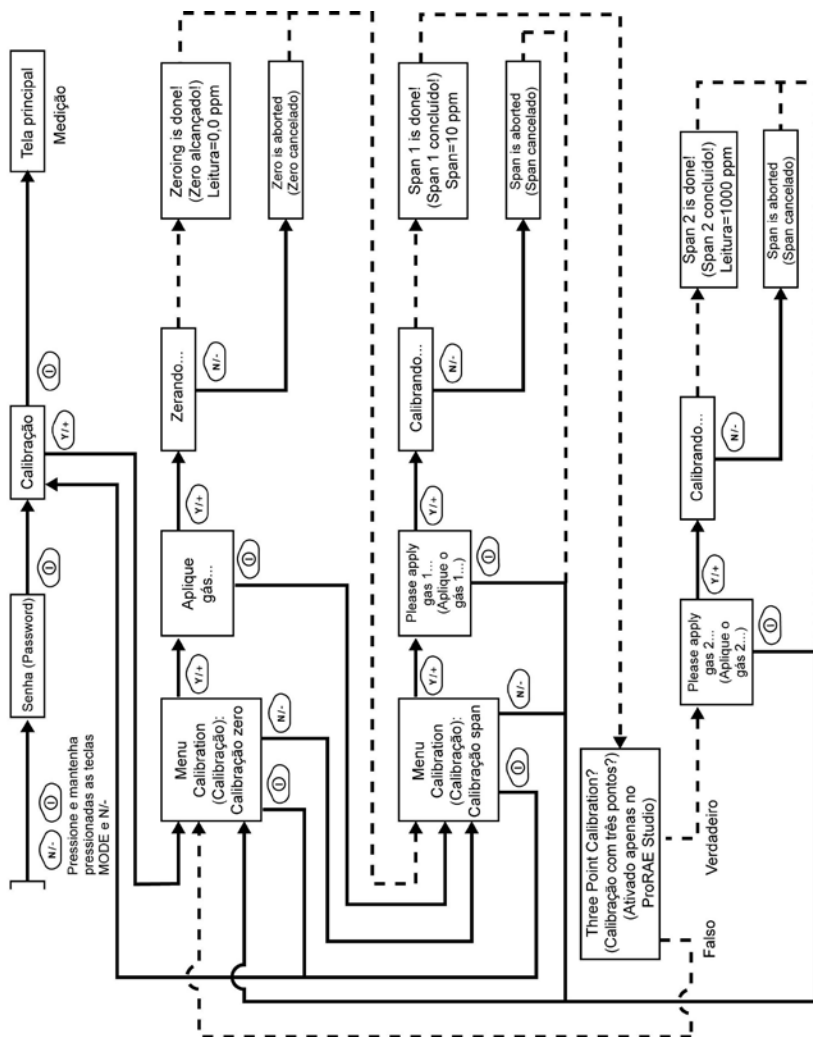 N/-
Pressione e mantenha
pressionadas as teclas
MODE e N/-
Senha (Password)
Calibração
Y/+
Tela principal
Medição
Menu
Calibration
(Calibração):
Calibração zero
N/-
Y/+
Aplique
gás...
Y/+
Zerando...
N/-
Zeroing is done!
(Zero alcançado!)
Leitura=0,0 ppm
Zero is aborted
(Zero cancelado)
Menu
Calibration
(Calibração):
Calibração span
N/-
Y/+
Please apply
gas 1...
(Aplique o
gás 1...)
Y/+
Calibrando...
N/-
Span 1 is done!
(Span 1 concluído!)
Span=10 ppm
Span is aborted
(Span cancelado)
Three Point Calibration?
(Calibração com três pontos?)
(Ativado apenas no
ProRAE Studio)
Falso
Verdadeiro
Please apply
gas 2...
(Aplique o
gás 2...)
Y/+
Calibrando...
N/-
Span 2 is done!
(Span 2 concluído!)
Leitura=1000 ppm
Span is aborted
(Span cancelado)